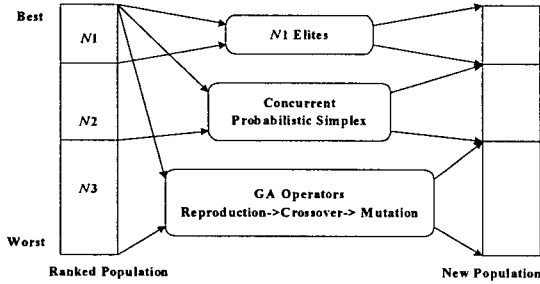 Best
N1
N1 Elites
N2
Concurrent
Probabilistic Simplex
N3
GA Operators
Reproduction->Crossover-> Mutation
Worst
Ranked Population
New Population